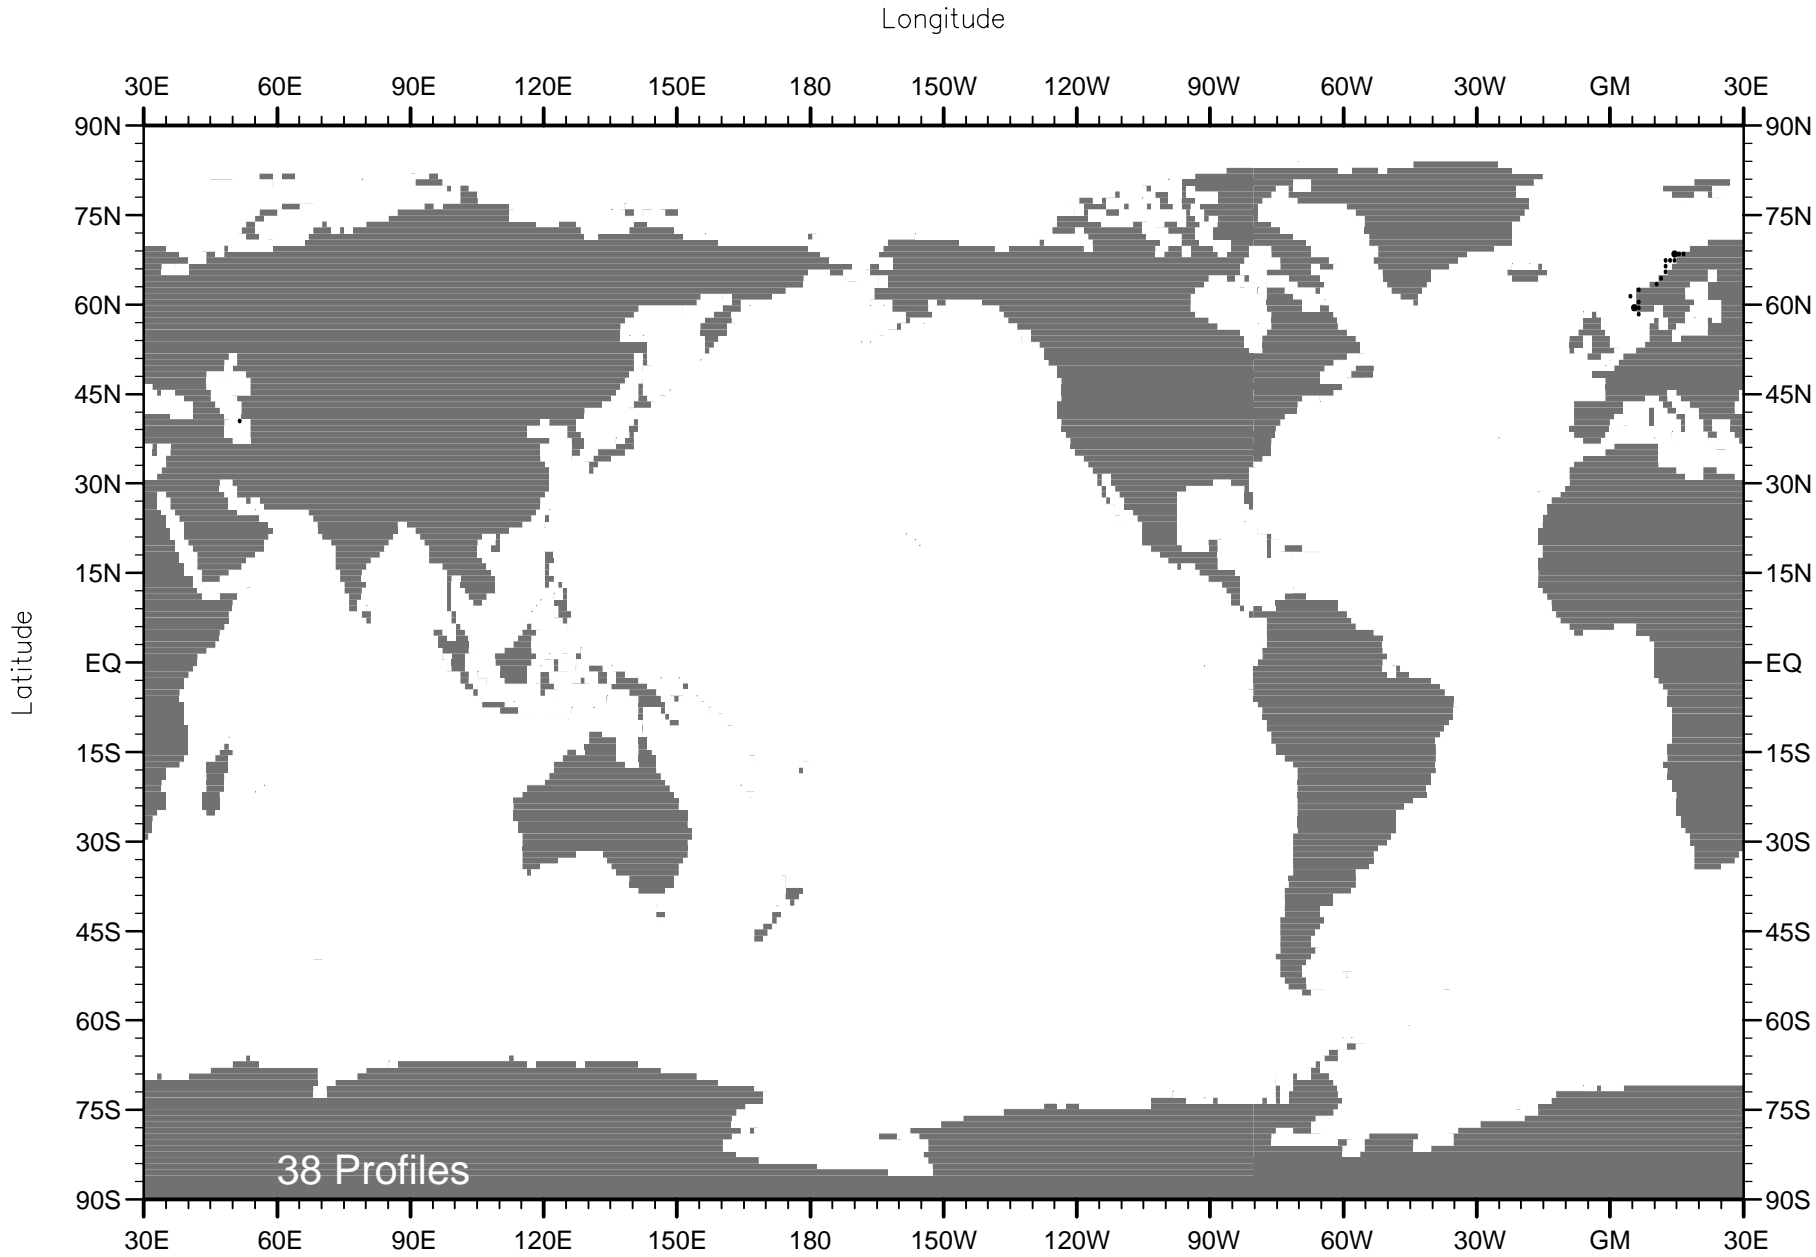 Longitude
30E 60E 90E 120E 150E 180 150W 120W 90W 60W 30W GM 30E
90N 90N
75N 75N
60N 60N
45N 45N
30N 30N
15N 15N
Latitude
EQ EQ
15S 15S
30S 30S
45S 45S
60S 60S
75S 75S
38 Profiles
90S 90S
30E 60E 90E 120E 150E 180 150W 120W 90W 60W 30W GM 30E